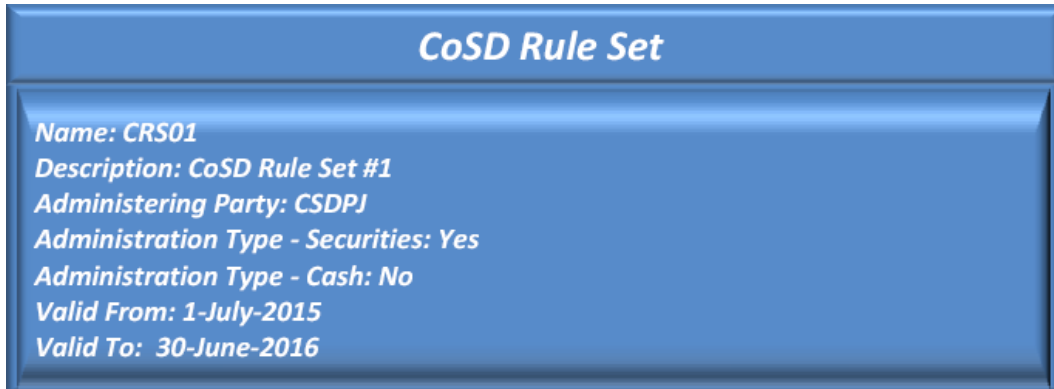 CoSD Rule Set
Name: CRS01
Description: CoSD Rule Set #1
Administering Party: CSDPJ
Administration Type - Securities: Yes
Administration Type - Cash: No
Valid From: 1-July-2015
Valid To:  30-June-2016